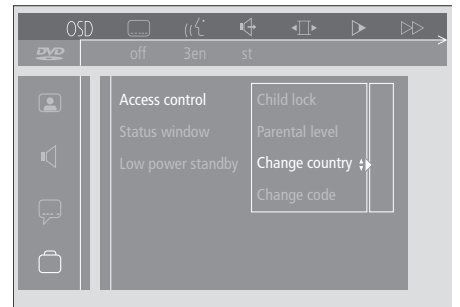 OSD
DVD off 3en st
Access control Child lock
Status window Parental level
Low power standby Change country
Change code